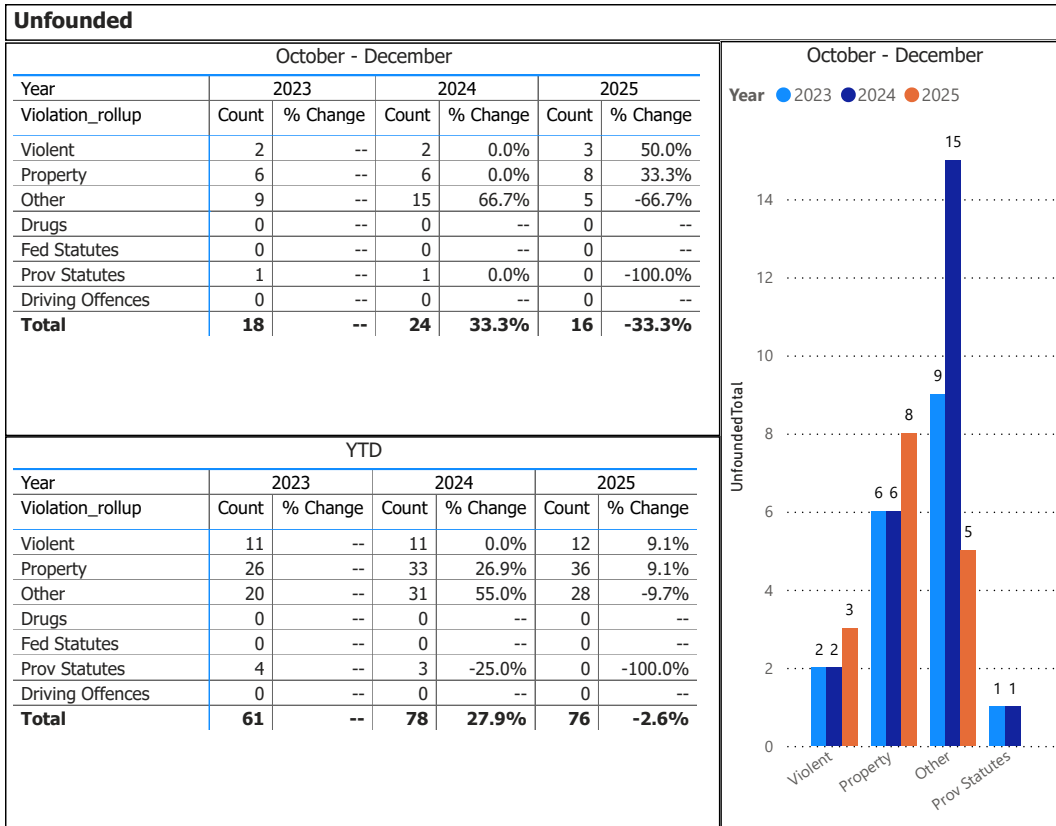 Unfounded
October - December
Year 2023 2024 2025
Violation_rollup Count % Change Count % Change Count % Change
Violent 2 -- 2 0.0% 3 50.0%
Property 6 -- 6 0.0% 8 33.3%
Other 9 -- 15 66.7% 5 -66.7%
Drugs 0 -- 0 -- 0 --
Fed Statutes 0 -- 0 -- 0 --
Prov Statutes 1 -- 1 0.0% 0 -100.0%
Driving Offences 0 -- 0 -- 0 --
Total 18 -- 24 33.3% 16 -33.3%
YTD
Year 2023 2024 2025
Violation_rollup Count % Change Count % Change Count % Change
Violent 11 -- 11 0.0% 12 9.1%
Property 26 -- 33 26.9% 36 9.1%
Other 20 -- 31 55.0% 28 -9.7%
Drugs 0 -- 0 -- 0 --
Fed Statutes 0 -- 0 -- 0 --
Prov Statutes 4 -- 3 -25.0% 0 -100.0%
Driving Offences 0 -- 0 -- 0 --
Total 61 -- 78 27.9% 76 -2.6%
October - December
Year 2023 2024 2025
15
14
12
10
9
8
8
6 6
6
5
4
3
2 2
2
1 1
0
UnfoundedTotal
Violent Property Other Prov Statutes